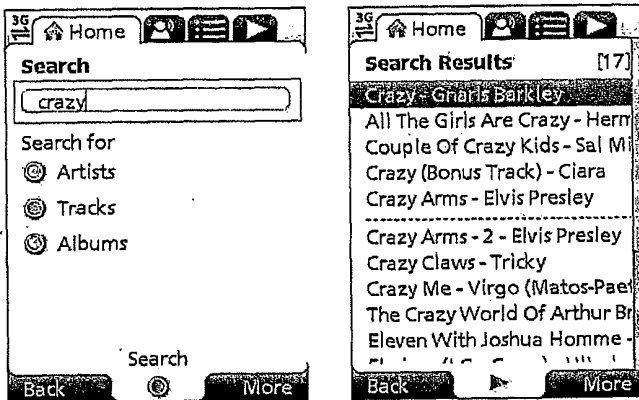 3G Home
Search
crazy
Search for
Artists
Tracks
Albums
Search
Back More
3G Home
Search Results [17]
Crazy - Gnarls Barkley
All The Girls Are Crazy - Herm
Couple Of Crazy Kids - Sal Mi
Crazy (Bonus Track) - Ciara
Crazy Arms - Elvis Presley
Crazy Arms - 2 - Elvis Presley
Crazy Claws - Tricky
Crazy Me - Virgo (Matos-Paet
The Crazy World Of Arthur Br
Eleven With Joshua Homme -
Back More